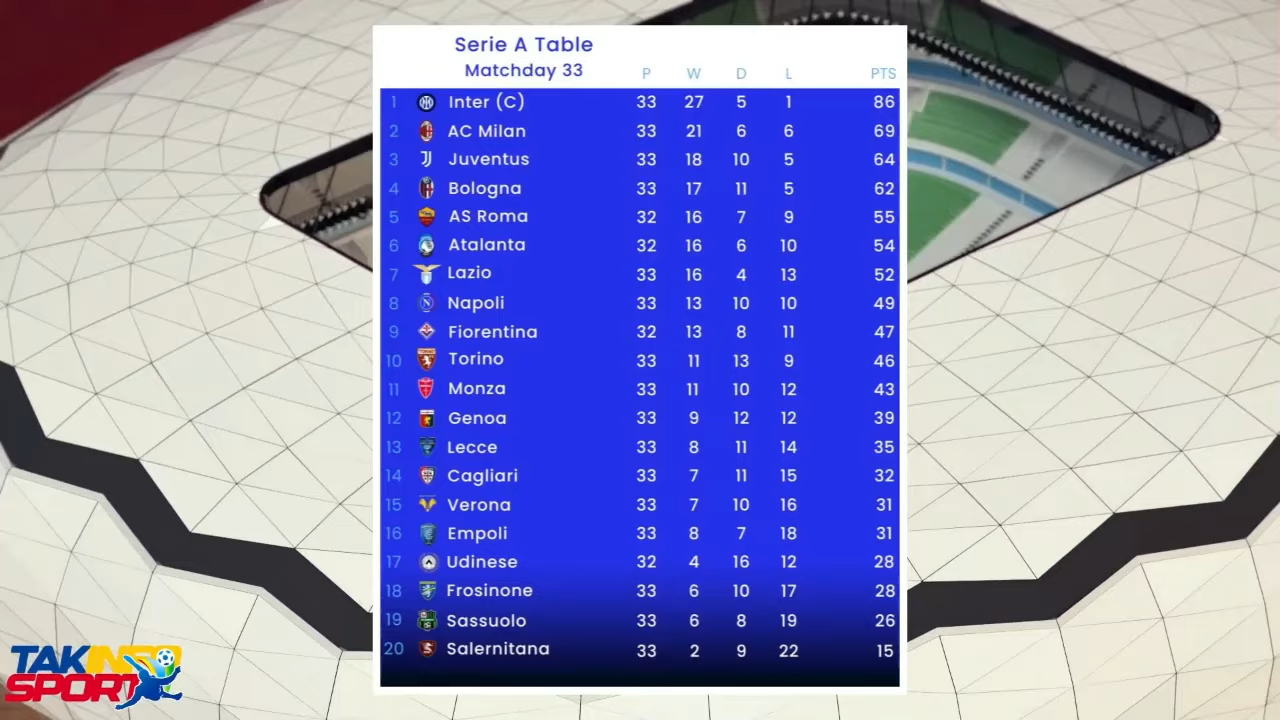 Serie A Table
Matchday 33 P W D L PTS
1 Inter (C) 33 27 5 1 86
2 AC Milan 33 21 6 6 69
3 Juventus 33 18 10 5 64
4 Bologna 33 17 11 5 62
5 AS Roma 32 16 7 9 55
6 Atalanta 32 16 6 10 54
7 Lazio 33 16 4 13 52
8 Napoli 33 13 10 10 49
9 Fiorentina 32 13 8 11 47
10 Torino 33 11 13 9 46
11 Monza 33 11 10 12 43
12 Genoa 33 9 12 12 39
13 Lecce 33 8 11 14 35
14 Cagliari 33 7 11 15 32
15 Verona 33 7 10 16 31
16 Empoli 33 8 7 18 31
17 Udinese 32 4 16 12 28
18 Frosinone 33 6 10 17 28
19 Sassuolo 33 6 8 19 26
20 Salernitana 33 2 9 22 15
TAKINFO
SPORT